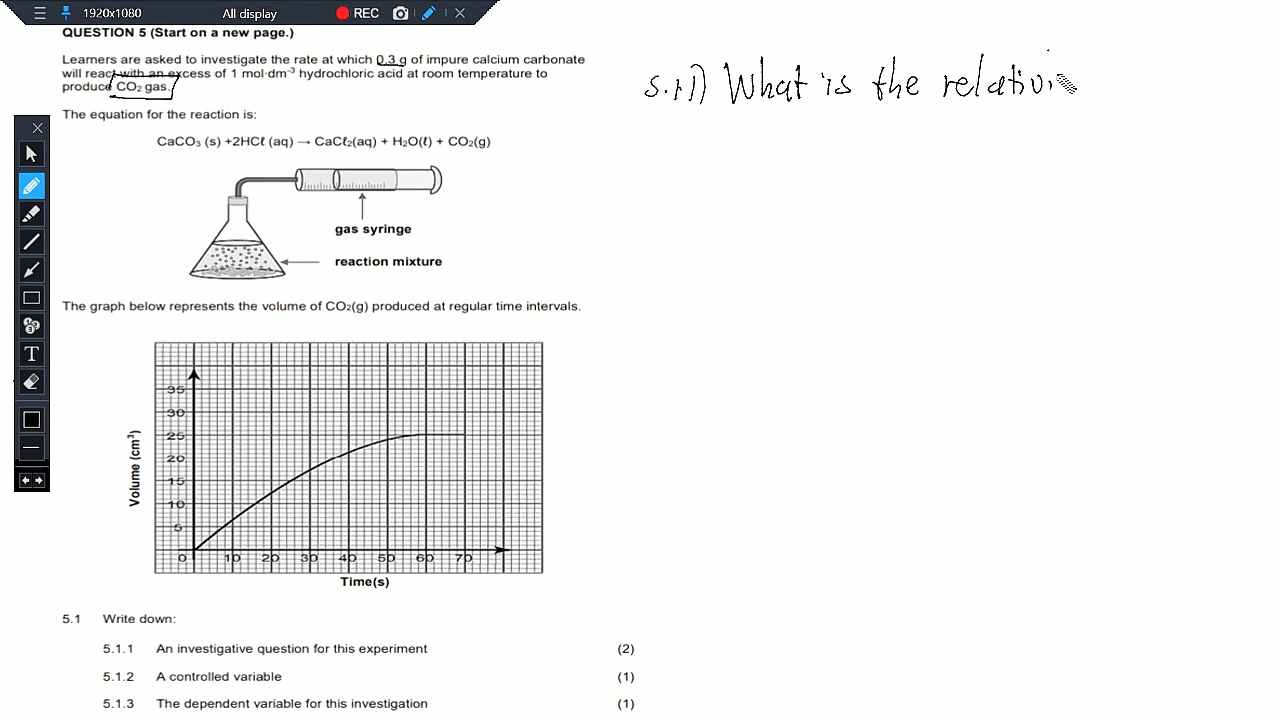 1920x1080 All display REC
QUESTION 5 (Start on a new page.)
Learners are asked to investigate the rate at which 0.3 g of impure calcium carbonate
will react with an excess of 1 mol·dm⁻³ hydrochloric acid at room temperature to
produce CO₂ gas.
The equation for the reaction is:
CaCO₃ (s) +2HCℓ (aq) → CaCℓ₂(aq) + H₂O(ℓ) + CO₂(g)
gas syringe
reaction mixture
The graph below represents the volume of CO₂(g) produced at regular time intervals.
35
30
25
20
15
10
5
0 10 20 30 40 50 60 70
Volume (cm³)
Time(s)
5.1 Write down:
5.1.1 An investigative question for this experiment (2)
5.1.2 A controlled variable (1)
5.1.3 The dependent variable for this investigation (1)
5.1.1) What is the
T